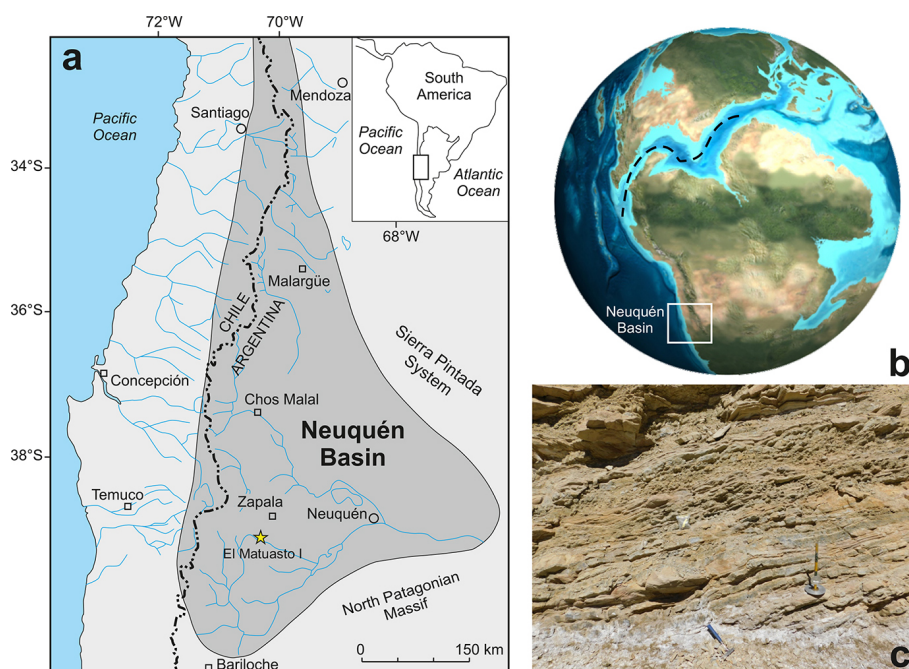 72°W
70°W
a
Pacific
Ocean
Santiago
Mendoza
South
America
Pacific
Ocean
Atlantic
Ocean
34°S
68°W
Malargüe
36°S
CHILE
ARGENTINA
Sierra Pintada
System
Concepción
Chos Malal
Neuquén
Basin
38°S
Temuco
Zapala
Neuquén
El Matuasto I
North Patagonian
Massif
0
150 km
Bariloche
Neuquén
Basin
b
c